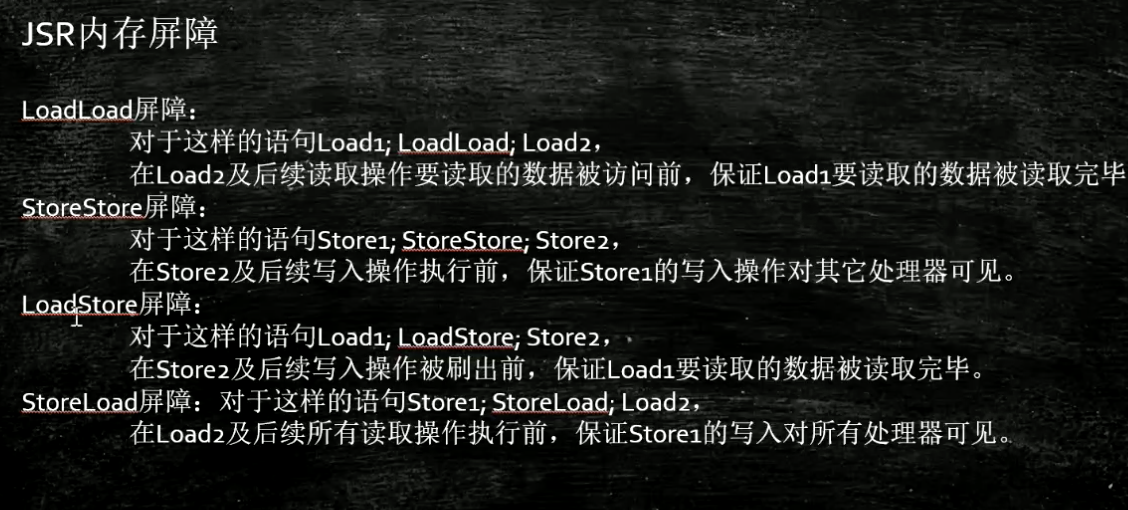 JSR内存屏障
LoadLoad屏障：
对于这样的语句Load1; LoadLoad; Load2，
在Load2及后续读取操作要读取的数据被访问前，保证Load1要读取的数据被读取完毕
StoreStore屏障：
对于这样的语句Store1; StoreStore; Store2，
在Store2及后续写入操作执行前，保证Store1的写入操作对其它处理器可见。
LoadStore屏障：
对于这样的语句Load1; LoadStore; Store2，
在Store2及后续写入操作被刷出前，保证Load1要读取的数据被读取完毕。
StoreLoad屏障：对于这样的语句Store1; StoreLoad; Load2，
在Load2及后续所有读取操作执行前，保证Store1的写入对所有处理器可见。